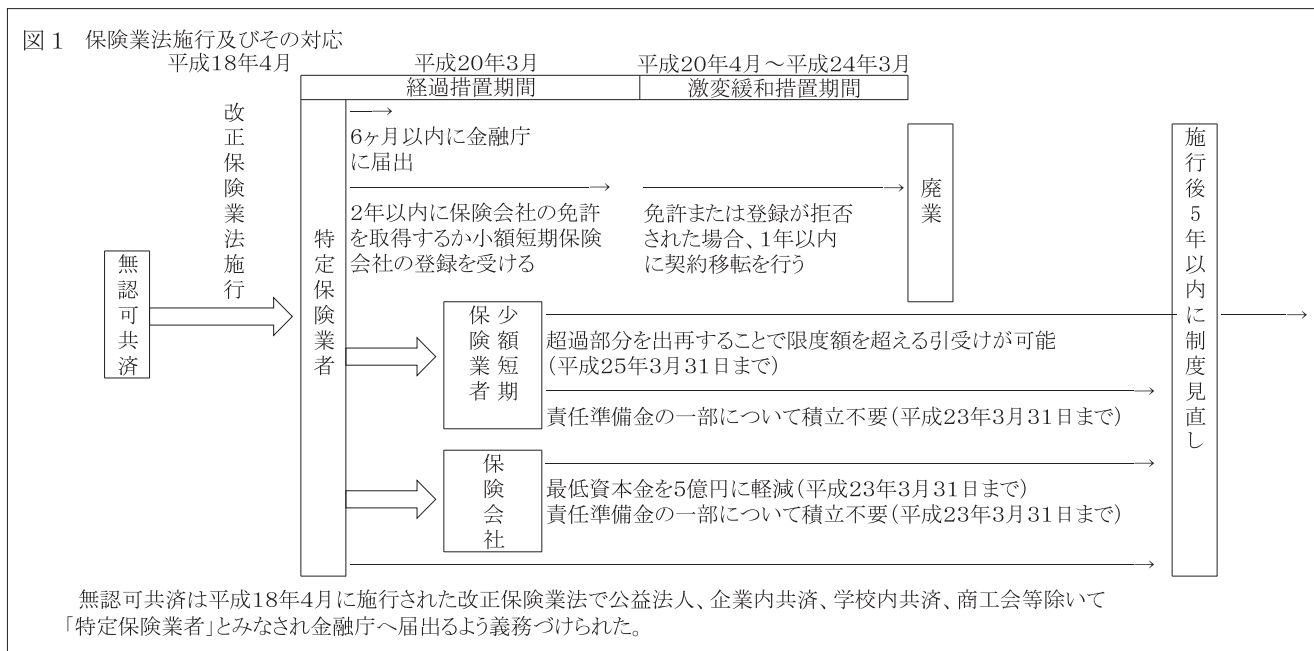 図1 保険業法施行及びその対応
平成18年4月
平成20年3月
平成20年4月～平成24年3月
経過措置期間
激変緩和措置期間
無認可共済
改正保険業法施行
特定保険業者
6ヶ月以内に金融庁
に届出
2年以内に保険会社の免許
を取得するか小額短期保険
会社の登録を受ける
免許または登録が拒否
された場合、1年以内
に契約移転を行う
廃業
少額短期
保険業者
超過部分を出再することで限度額を超える引受けが可能
(平成25年3月31日まで)
責任準備金の一部について積立不要(平成23年3月31日まで)
保険会社
最低資本金を5億円に軽減(平成23年3月31日まで)
責任準備金の一部について積立不要(平成23年3月31日まで)
施行後5年以内に制度見直し
無認可共済は平成18年4月に施行された改正保険業法で公益法人、企業内共済、学校内共済、商工会等除いて
「特定保険業者」とみなされ金融庁へ届出るよう義務づけられた。